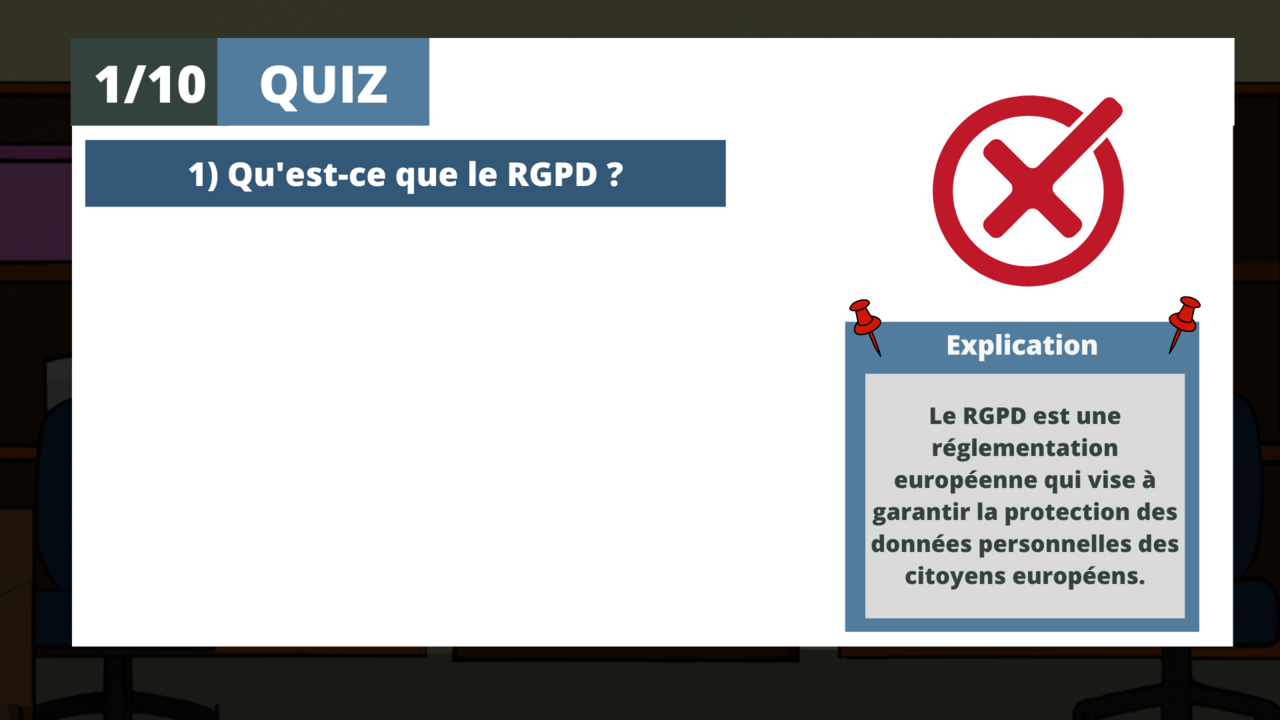 1/10 QUIZ
1) Qu'est-ce que le RGPD ?
Explication
Le RGPD est une
réglementation
européenne qui vise à
garantir la protection des
données personnelles des
citoyens européens.